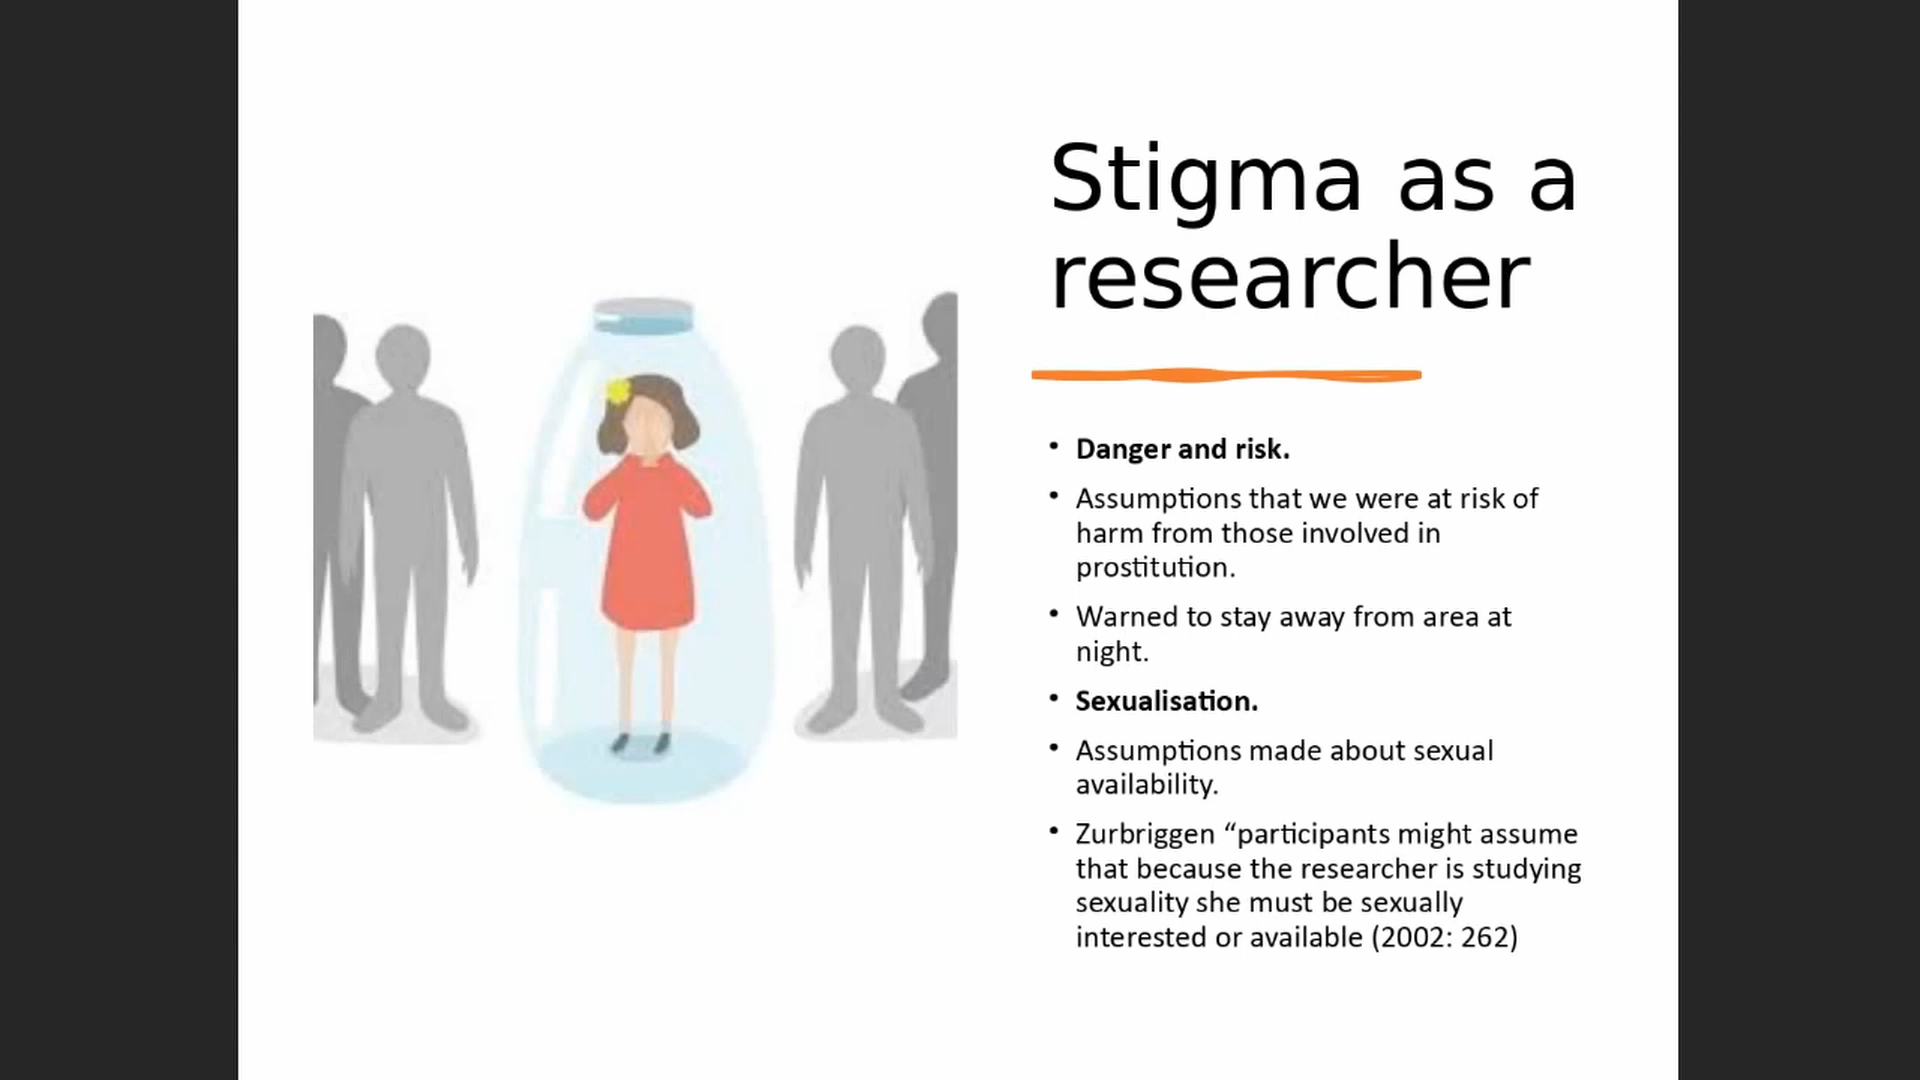 Stigma as a
researcher
• Danger and risk.
• Assumptions that we were at risk of
harm from those involved in
prostitution.
• Warned to stay away from area at
night.
• Sexualisation.
• Assumptions made about sexual
availability.
• Zurbriggen “participants might assume
that because the researcher is studying
sexuality she must be sexually
interested or available (2002: 262)